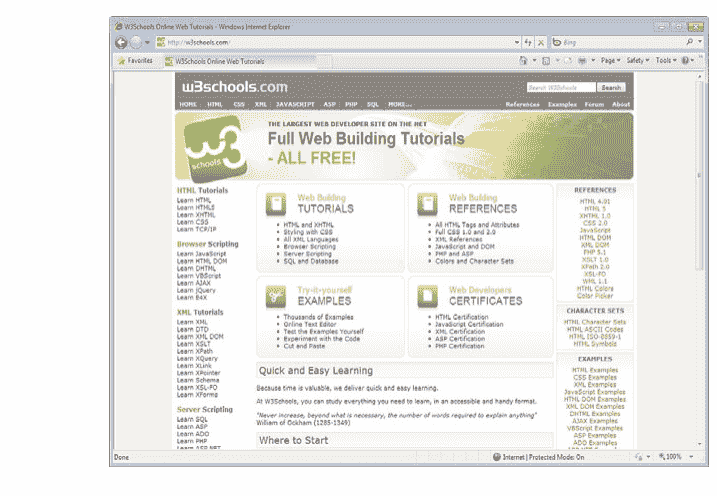 W3Schools Online Web Tutorials - Windows Internet Explorer
http://w3schools.com/
Bing
Favorites
W3Schools Online Web Tutorials
Page
Safety
Tools
w3schools.com
Search W3Schools
Search
HOME HTML CSS XML JAVASCRIPT ASP PHP SQL MORE...
References Examples Forum About
w3
schools
THE LARGEST WEB DEVELOPER SITE ON THE NET
Full Web Building Tutorials
- ALL FREE!
HTML Tutorials
Learn HTML
Learn HTML5
Learn XHTML
Learn CSS
Learn TCP/IP
Browser Scripting
Learn JavaScript
Learn HTML DOM
Learn DHTML
Learn VBScript
Learn AJAX
Learn jQuery
Learn E4X
XML Tutorials
Learn XML
Learn DTD
Learn XML DOM
Learn XSLT
Learn XPath
Learn XQuery
Learn XLink
Learn XPointer
Learn Schema
Learn XSL-FO
Learn XForms
Server Scripting
Learn SQL
Learn ASP
Learn ADO
Learn PHP
Learn ASP.NET
Web Building
TUTORIALS
HTML and XHTML
Styling with CSS
All XML Languages
Browser Scripting
Server Scripting
SQL and Database
Web Building
REFERENCES
All HTML Tags and Attributes
Full CSS 1.0 and 2.0
XML References
JavaScript and DOM
PHP and ASP
Colors and Character Sets
Try-it-yourself
EXAMPLES
Thousands of Examples
Online Text Editor
Test the Examples Yourself
Experiment with the Code
Cut and Paste
Web Developers
CERTIFICATES
HTML Certification
JavaScript Certification
XML Certification
ASP Certification
PHP Certification
Quick and Easy Learning
Because time is valuable, we deliver quick and easy learning.
At W3Schools, you can study everything you need to learn, in an accessible and handy format.
"Never increase, beyond what is necessary, the number of words required to explain anything"
William of Ockham (1285-1349)
Where to Start
REFERENCES
HTML 4.01
HTML 5
XHTML 1.0
CSS 2.0
JavaScript
HTML DOM
XML DOM
PHP 5.1
XSLT 1.0
XPath 2.0
XSL-FO
WML 1.1
HTML Colors
Color Picker
CHARACTER SETS
HTML Character Sets
HTML ASCII Codes
HTML ISO-8859-1
HTML Symbols
EXAMPLES
HTML Examples
CSS Examples
XML Examples
JavaScript Examples
HTML DOM Examples
XML DOM Examples
DHTML Examples
AJAX Examples
VBScript Examples
ASP Examples
ADO Examples
Done
Internet | Protected Mode: On
100%